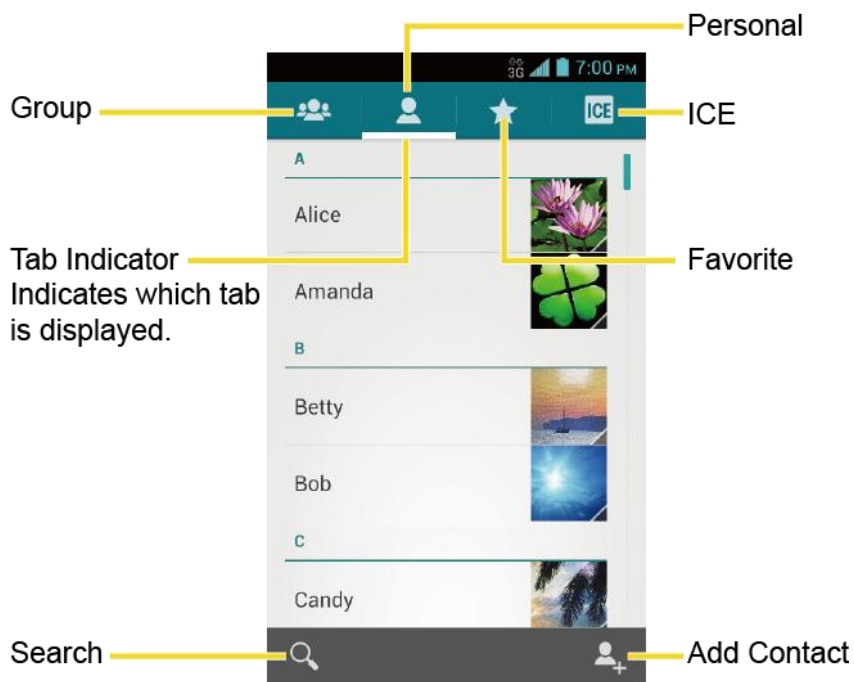 Personal
3G 7:00 PM
Group
ICE
ICE
A
Alice
Tab Indicator
Indicates which tab
is displayed.
Favorite
Amanda
B
Betty
Bob
C
Candy
Search
Add Contact